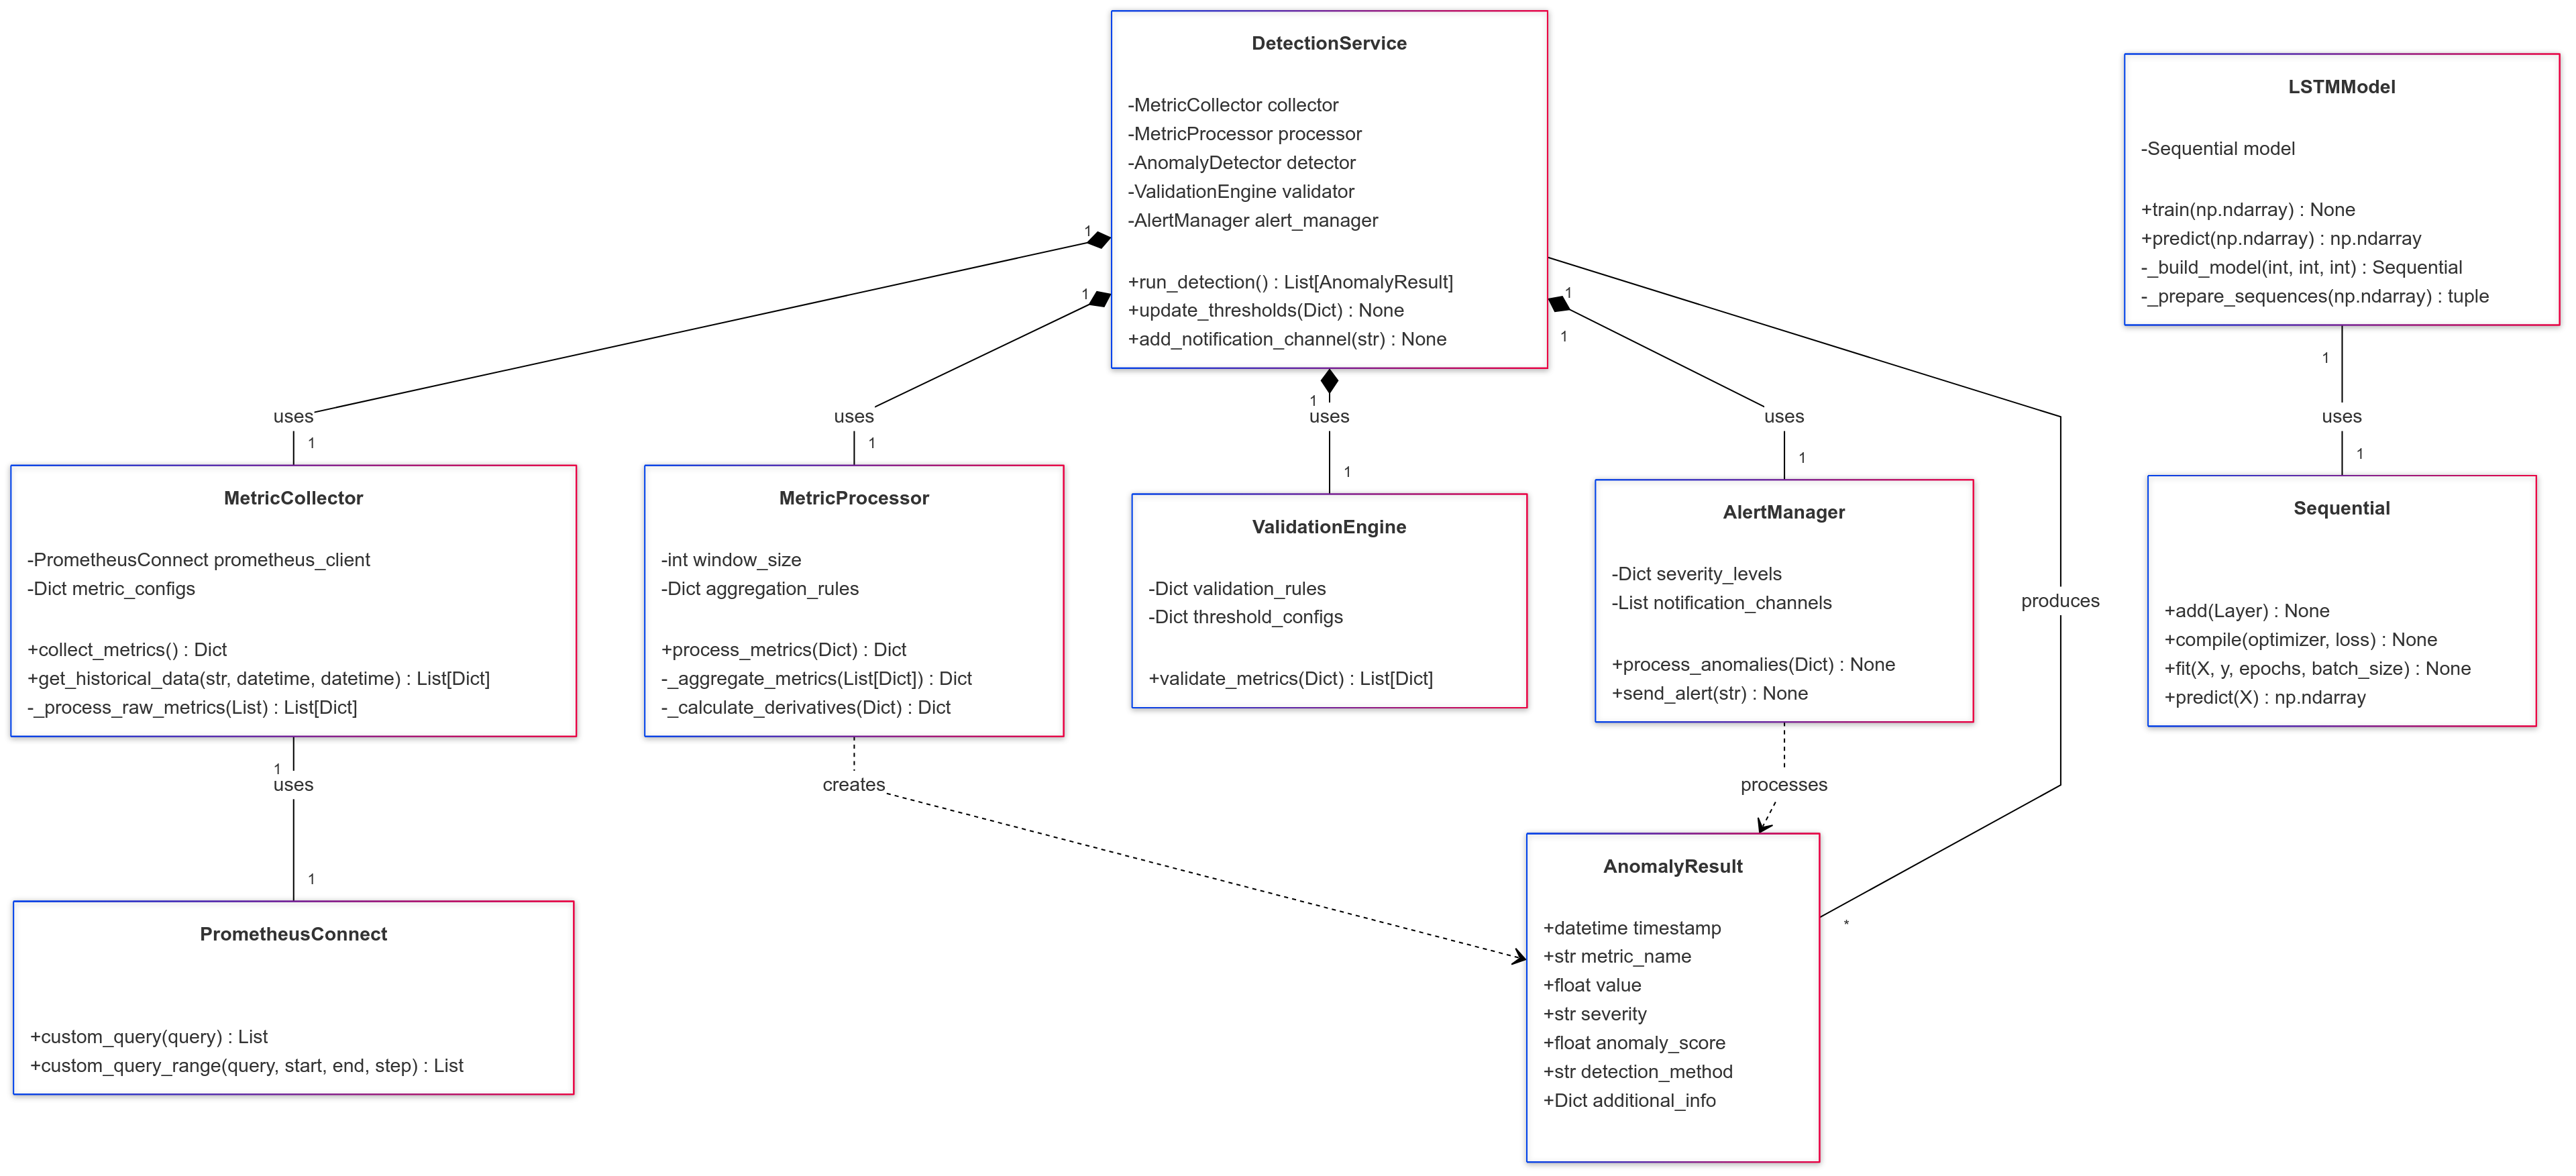 DetectionService
-MetricCollector collector
-MetricProcessor processor
-AnomalyDetector detector
-ValidationEngine validator
-AlertManager alert_manager
+run_detection() : List[AnomalyResult]
+update_thresholds(Dict) : None
+add_notification_channel(str) : None
LSTMModel
-Sequential model
+train(np.ndarray) : None
+predict(np.ndarray) : np.ndarray
-_build_model(int, int, int) : Sequential
-_prepare_sequences(np.ndarray) : tuple
1
1
1
1
1
1
uses
uses
uses
uses
uses
1
1
1
1
1
MetricCollector
-PrometheusConnect prometheus_client
-Dict metric_configs
+collect_metrics() : Dict
+get_historical_data(str, datetime, datetime) : List[Dict]
-_process_raw_metrics(List) : List[Dict]
MetricProcessor
-int window_size
-Dict aggregation_rules
+process_metrics(Dict) : Dict
-_aggregate_metrics(List[Dict]) : Dict
-_calculate_derivatives(Dict) : Dict
ValidationEngine
-Dict validation_rules
-Dict threshold_configs
+validate_metrics(Dict) : List[Dict]
AlertManager
-Dict severity_levels
-List notification_channels
+process_anomalies(Dict) : None
+send_alert(str) : None
produces
Sequential
+add(Layer) : None
+compile(optimizer, loss) : None
+fit(X, y, epochs, batch_size) : None
+predict(X) : np.ndarray
1
uses
creates
processes
1
PrometheusConnect
+custom_query(query) : List
+custom_query_range(query, start, end, step) : List
AnomalyResult
+datetime timestamp
+str metric_name
+float value
+str severity
+float anomaly_score
+str detection_method
+Dict additional_info
*